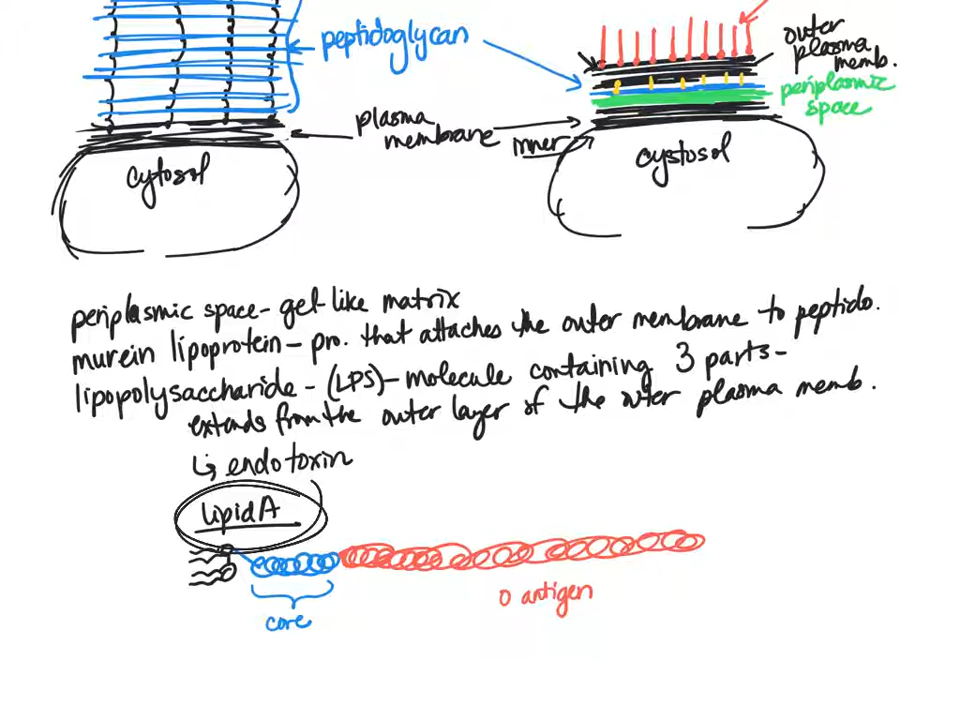 peptidoglycan
outer
plasma
memb.
periplasmic
space
plasma
membrane
inner
cytosol
cystosol
periplasmic space - gel-like matrix
murein lipoprotein - pro. that attaches the outer membrane to peptido.
lipopolysaccharide - (LPS) - molecule containing 3 parts -
extends from the outer layer of the outer plasma memb.
↳ endotoxin
lipid A
O antigen
core